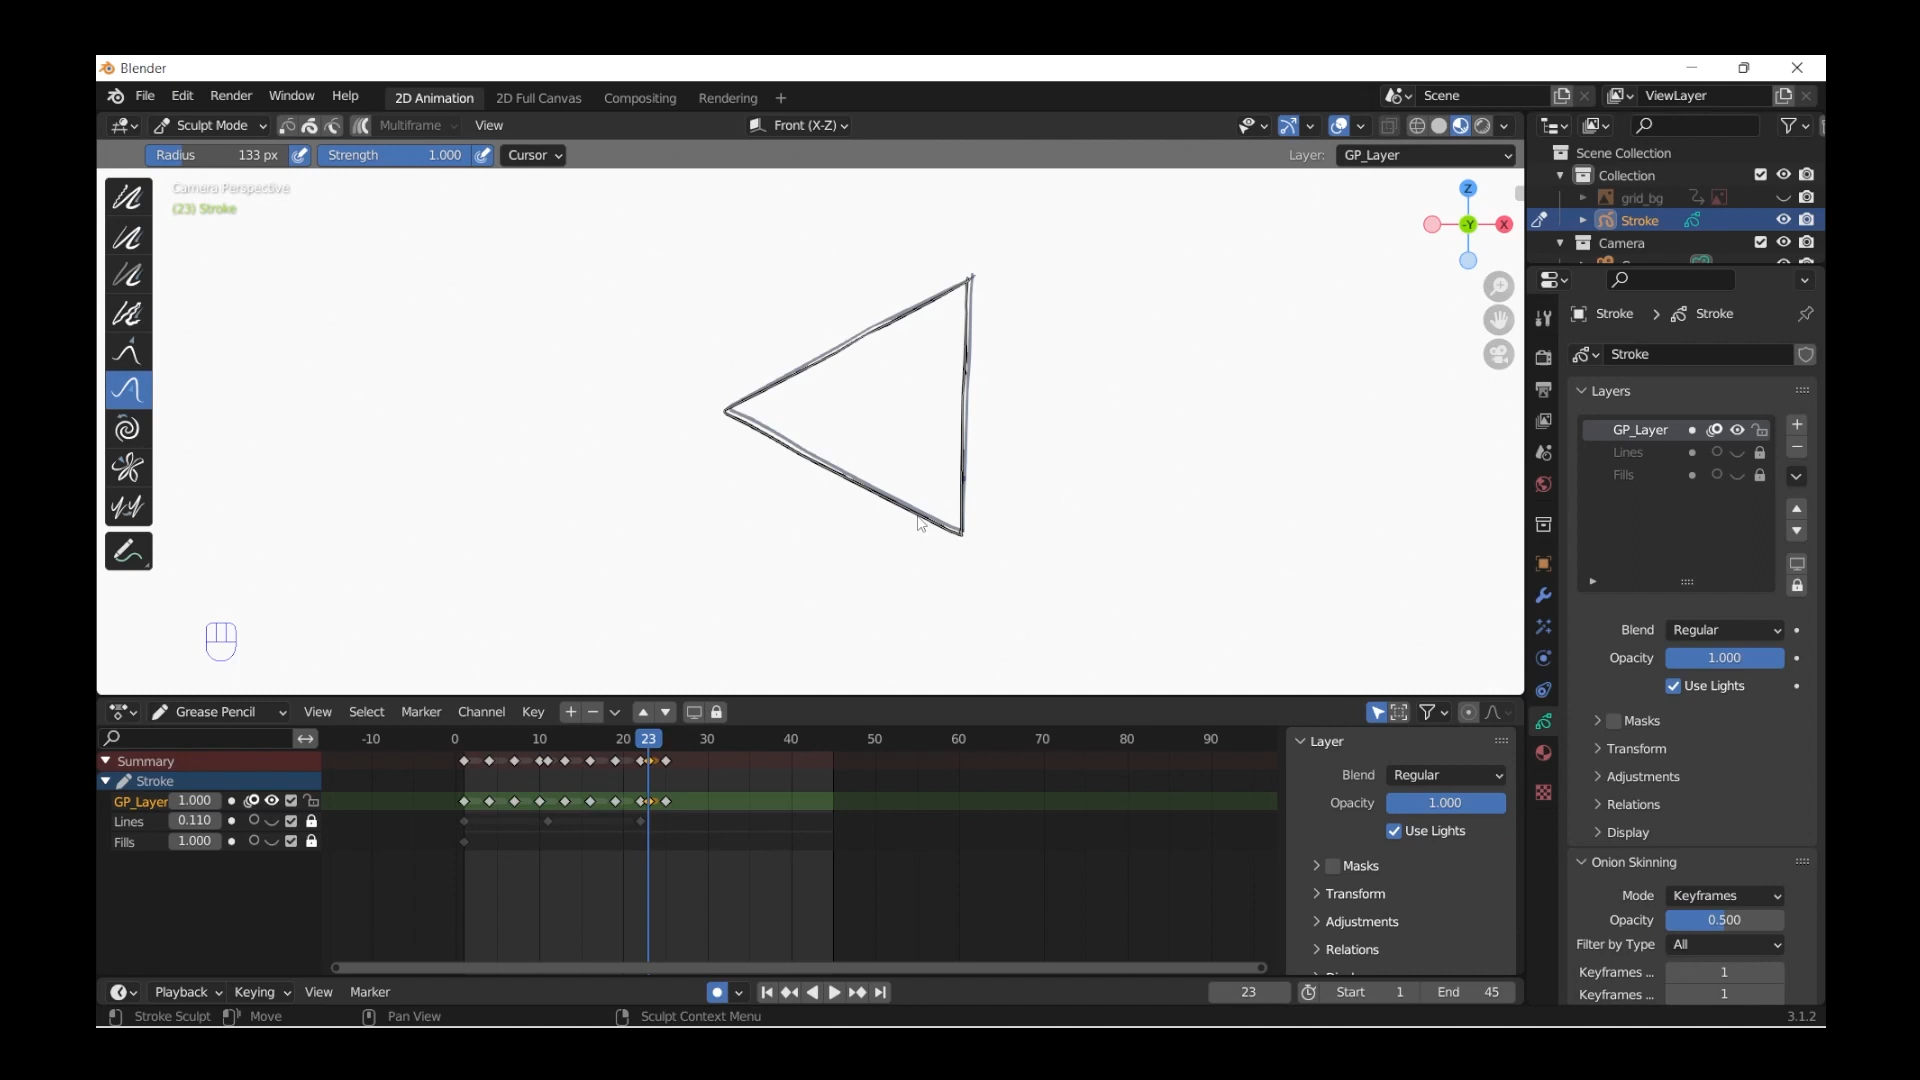 Blender
File Edit Render Window Help 2D Animation 2D Full Canvas Compositing Rendering + Scene ViewLayer
Sculpt Mode Multiframe View Front (X-Z)
Radius 133 px Strength 1.000 Cursor Layer: GP_Layer
Scene Collection
Collection
grid_bg
Stroke
Camera
Camera Perspective
(23) Stroke
Z
-Y X
Stroke > Stroke
Stroke
Layers
GP_Layer
Lines
Fills
Blend Regular
Opacity 1.000
Use Lights
Masks
Transform
Adjustments
Relations
Display
Onion Skinning
Mode Keyframes
Opacity 0.500
Filter by Type All
Keyframes ... 1
Keyframes ... 1
Grease Pencil View Select Marker Channel Key
-10 0 10 20 23 30 40 50 60 70 80 90
Summary
Stroke
GP_Layer 1.000
Lines 0.110
Fills 1.000
Layer
Blend Regular
Opacity 1.000
Use Lights
Masks
Transform
Adjustments
Relations
Playback Keying View Marker 23 Start 1 End 45
Stroke Sculpt Move Pan View Sculpt Context Menu 3.1.2